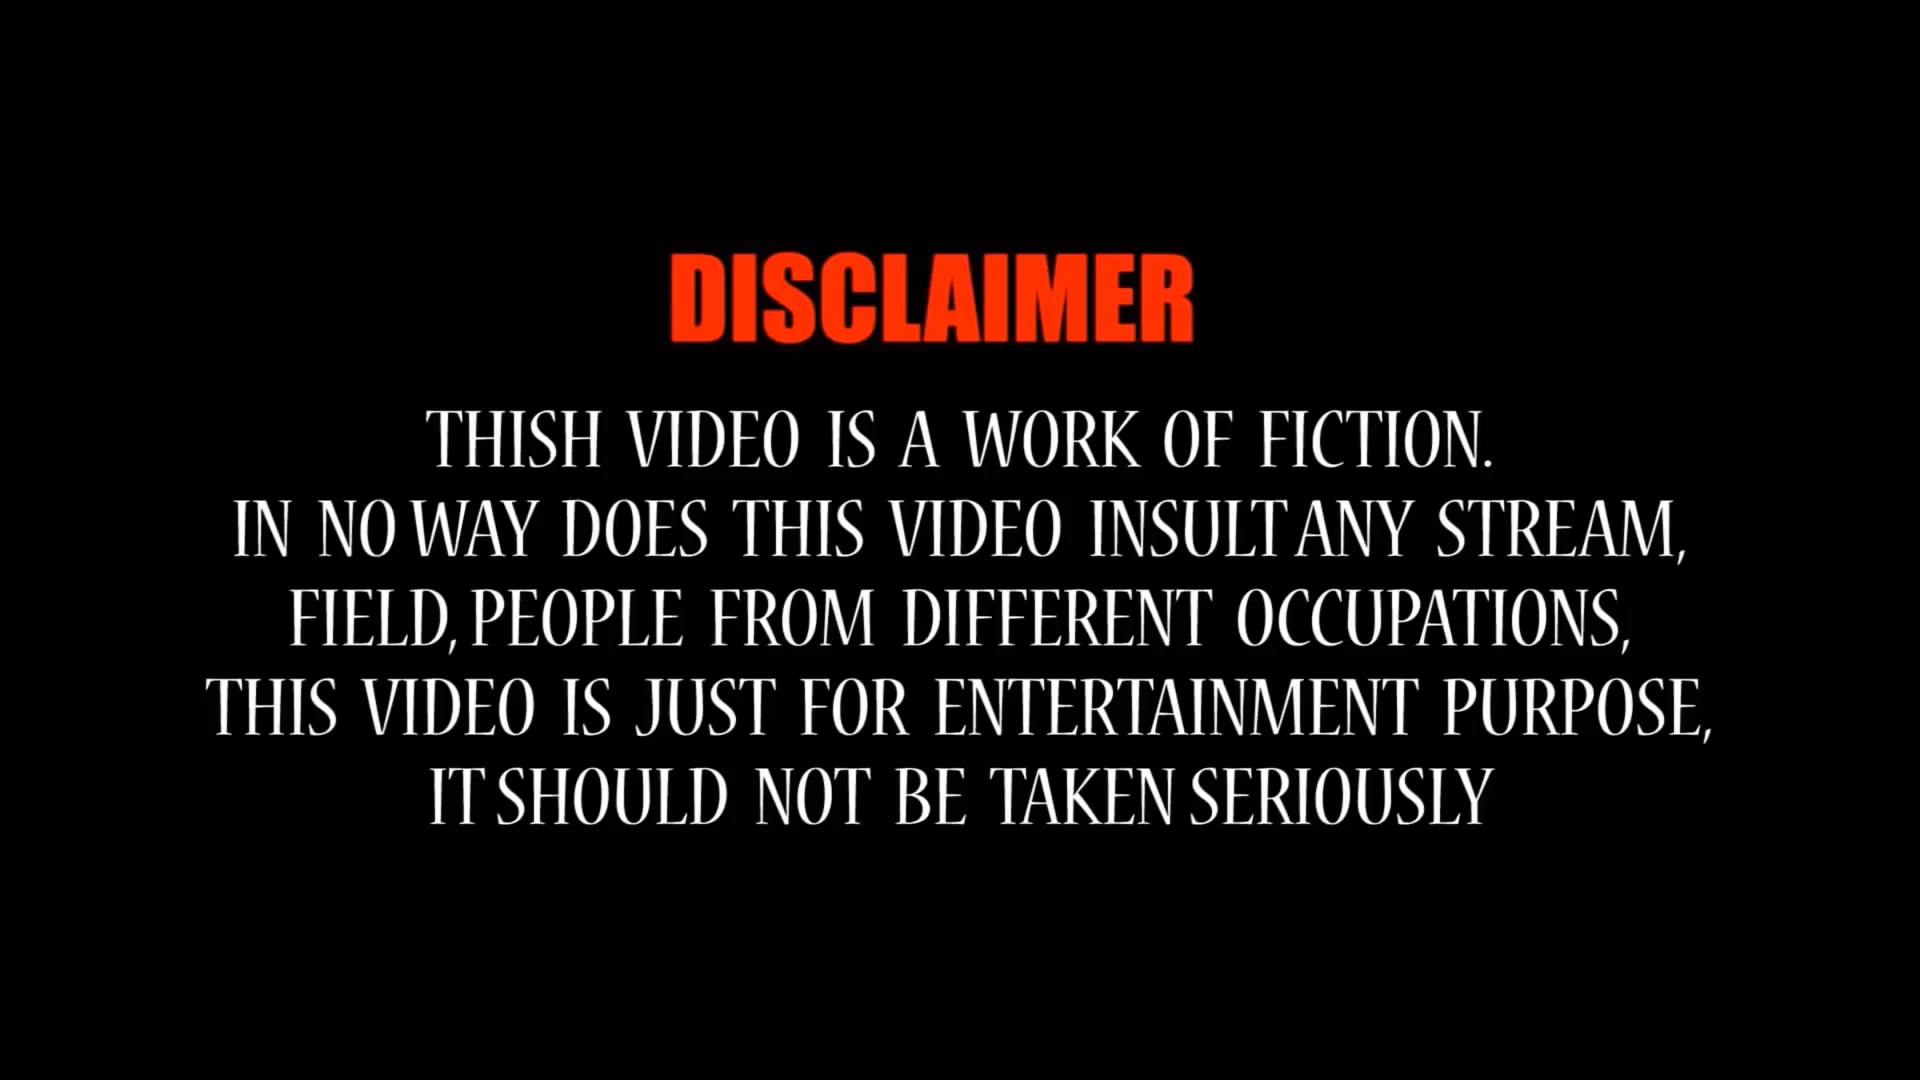 DISCLAIMER
THISH VIDEO IS A WORK OF FICTION.
IN NO WAY DOES THIS VIDEO INSULT ANY STREAM,
FIELD, PEOPLE FROM DIFFERENT OCCUPATIONS,
THIS VIDEO IS JUST FOR ENTERTAINMENT PURPOSE,
IT SHOULD NOT BE TAKEN SERIOUSLY